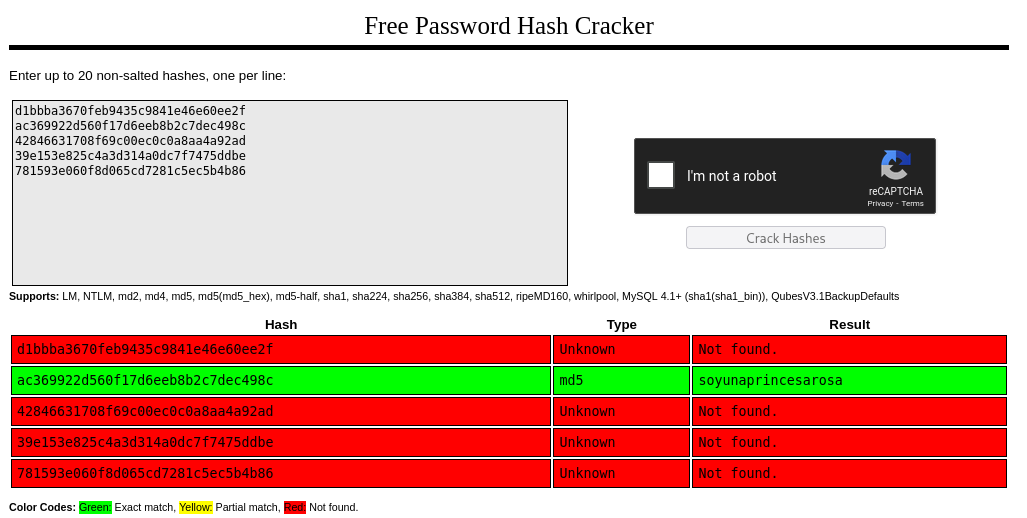 Free Password Hash Cracker
Enter up to 20 non-salted hashes, one per line:
d1bbba3670feb9435c9841e46e60ee2f
ac369922d560f17d6eeb8b2c7dec498c
42846631708f69c00ec0c0a8aa4a92ad
39e153e825c4a3d314a0dc7f7475ddbe
781593e060f8d065cd7281c5ec5b4b86
I'm not a robot
reCAPTCHA
Privacy - Terms
Crack Hashes
Supports: LM, NTLM, md2, md4, md5, md5(md5_hex), md5-half, sha1, sha224, sha256, sha384, sha512, ripeMD160, whirlpool, MySQL 4.1+ (sha1(sha1_bin)), QubesV3.1BackupDefaults
Hash Type Result
d1bbba3670feb9435c9841e46e60ee2f Unknown Not found.
ac369922d560f17d6eeb8b2c7dec498c md5 soyunaprincesarosa
42846631708f69c00ec0c0a8aa4a92ad Unknown Not found.
39e153e825c4a3d314a0dc7f7475ddbe Unknown Not found.
781593e060f8d065cd7281c5ec5b4b86 Unknown Not found.
Color Codes: Green: Exact match, Yellow: Partial match, Red: Not found.